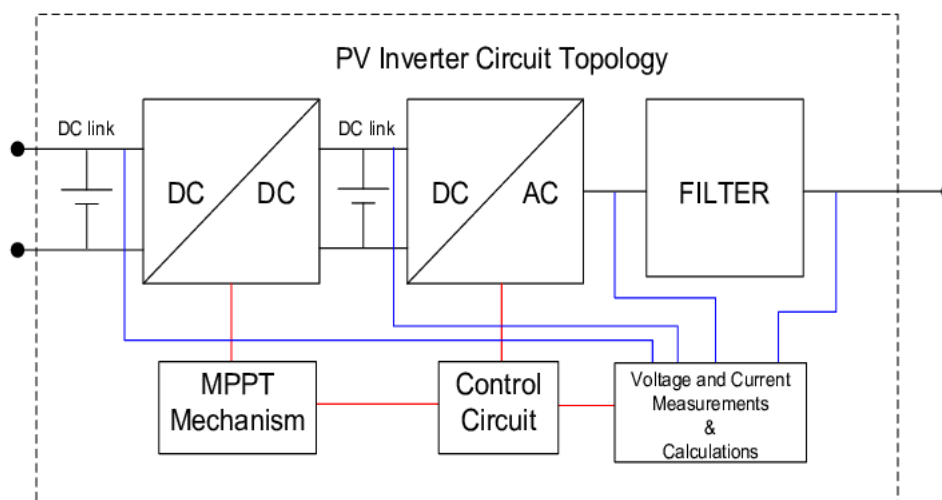 PV Inverter Circuit Topology
DC link
DC link
DC
DC
DC
AC
FILTER
MPPT
Mechanism
Control
Circuit
Voltage and Current
Measurements
&
Calculations